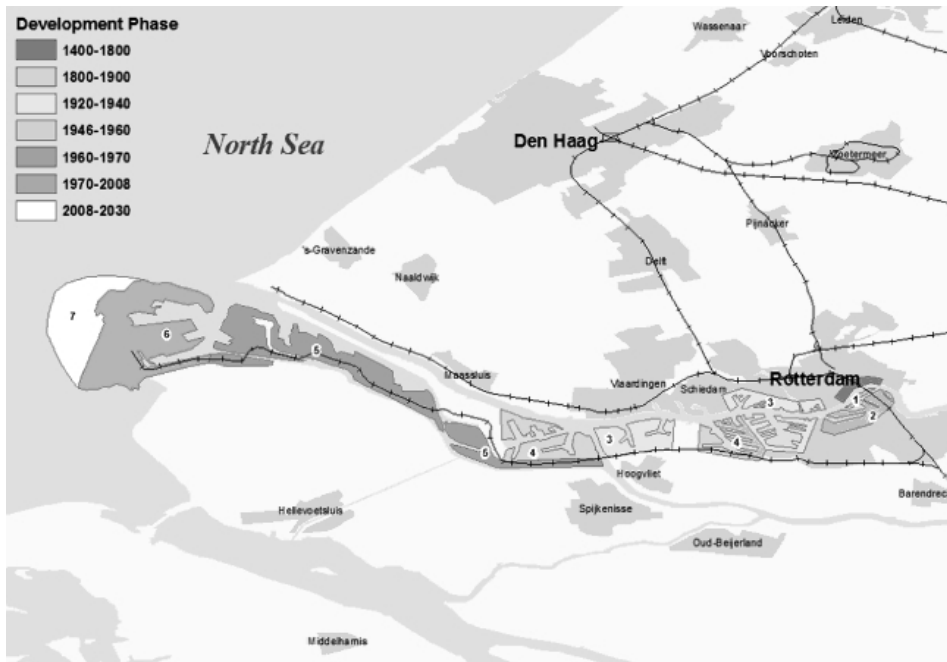 Development Phase
1400-1800
1800-1900
1920-1940
1946-1960
1960-1970
1970-2008
2008-2030
North Sea
Wassenaar
Leiden
Voorschoten
Den Haag
Zoetermeer
Pijnacker
's-Gravenzande
Delft
Naaldwijk
7
6
5
Maassluis
Vlaardingen
Schiedam
Rotterdam
3
1
2
5
4
3
4
Hoogvliet
Barendrec
Hellevoetsluis
Spijkenisse
Oud-Beijerland
Middelharnis